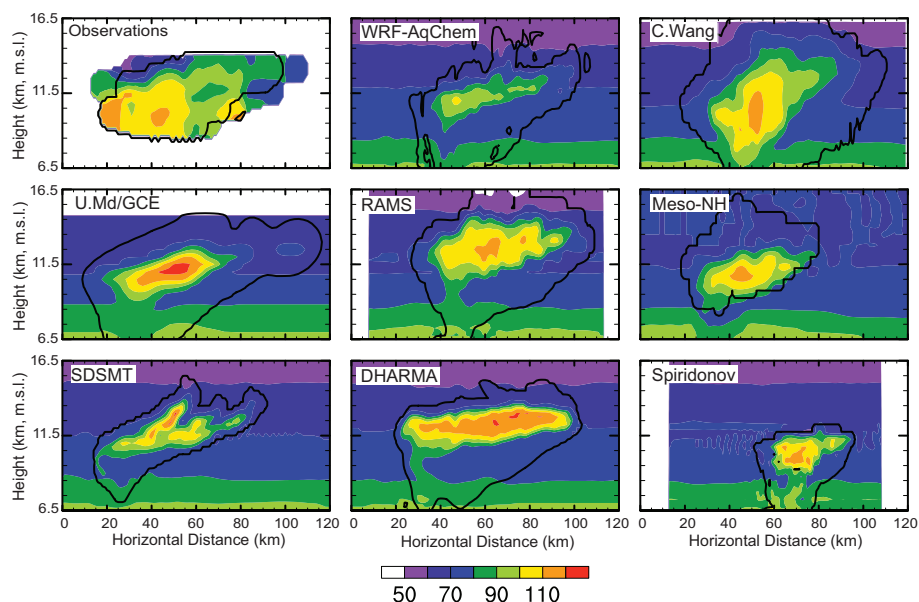 Observations
WRF-AqChem
C.Wang
16.5
11.5
6.5
Height (km, m.s.l.)
U.Md/GCE
RAMS
Meso-NH
16.5
11.5
6.5
Height (km, m.s.l.)
SDSMT
DHARMA
Spiridonov
16.5
11.5
6.5
Height (km, m.s.l.)
0 20 40 60 80 100 120
0 20 40 60 80 100 120
0 20 40 60 80 100 120
Horizontal Distance (km)
Horizontal Distance (km)
Horizontal Distance (km)
50 70 90 110